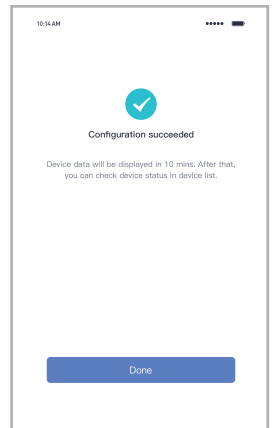 10:14 AM
Configuration succeeded
Device data will be displayed in 10 mins. After that,
you can check device status in device list.
Done